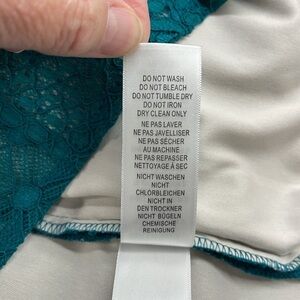 DO NOT WASH
DO NOT BLEACH
DO NOT TUMBLE DRY
DO NOT IRON
DRY CLEAN ONLY
NE PAS LAVER
NE PAS JAVELLISER
NE PAS SÉCHER
AU MACHINE
NE PAS REPASSER
NETTOYAGE À SEC
NICHT WASCHEN
NICHT
CHLORBLEICHEN
NICHT IN
DEN TROCKNER
NICHT BÜGELN
CHEMISCHE
REINIGUNG